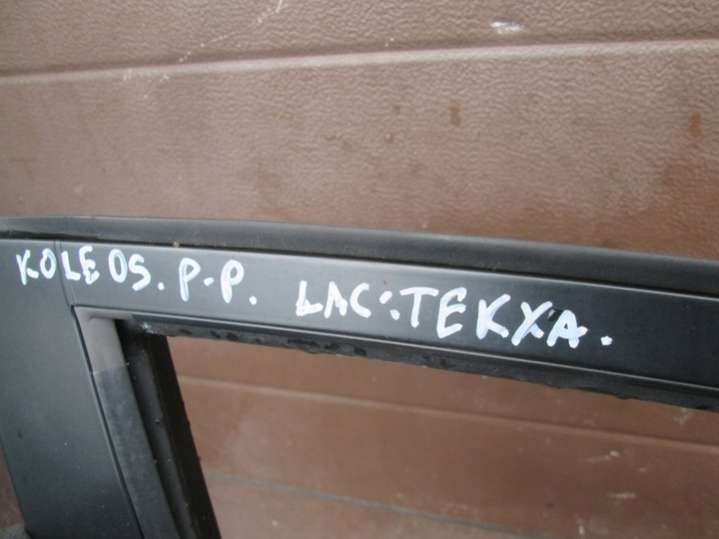 KOLEOS. P-P. LAC:TEKXA.